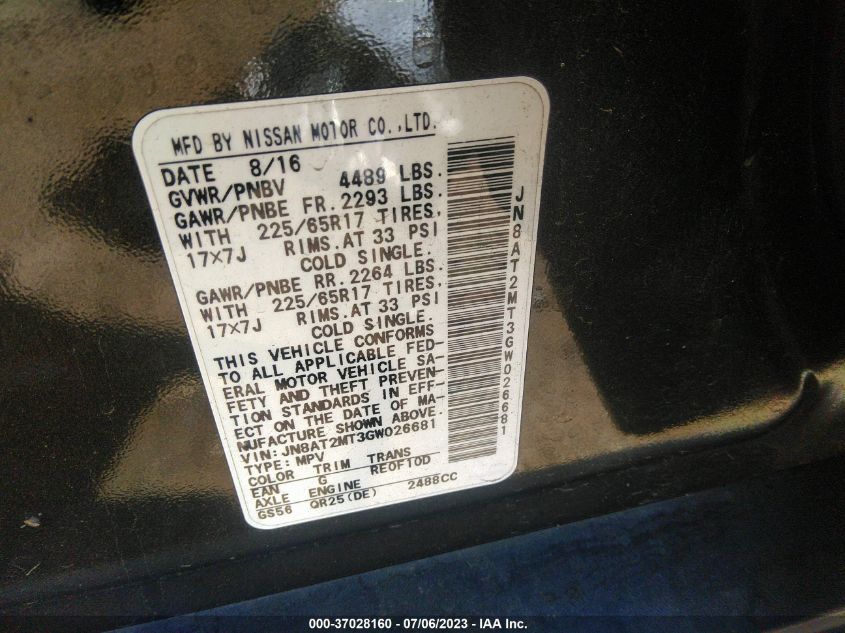 MFD BY NISSAN MOTOR CO.,LTD.
DATE 8/16
GVWR/PNBV 4489 LBS.
GAWR/PNBE FR. 2293 LBS.
WITH 225/65R17 TIRES,
17×7J RIMS.AT 33 PSI
COLD SINGLE.
GAWR/PNBE RR. 2264 LBS.
WITH 225/65R17 TIRES,
17×7J RIMS.AT 33 PSI
COLD SINGLE.
THIS VEHICLE CONFORMS
TO ALL APPLICABLE FED-
ERAL MOTOR VEHICLE SA-
FETY AND THEFT PREVEN-
TION STANDARDS IN EFF-
ECT ON THE DATE OF MA-
NUFACTURE SHOWN ABOVE.
VIN: JN8AT2MT3GW026681
TYPE: MPV
COLOR TRIM TRANS
EAN G RE0F10D
AXLE ENGINE
GS56 QR25(DE) 2488CC
JN8AT2MT3GW026681
000-37028160 - 07/06/2023 - IAA Inc.